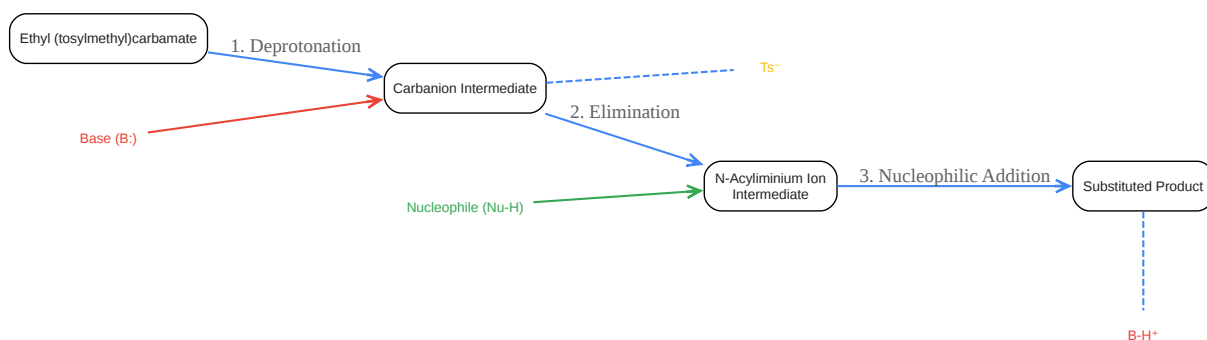 Ethyl (tosylmethyl)carbamate
1. Deprotonation
Ts⁻
Carbanion Intermediate
2. Elimination
Base (B:)
N-Acyliminium Ion
Intermediate
3. Nucleophilic Addition
Substituted Product
Nucleophile (Nu-H)
B-H⁺